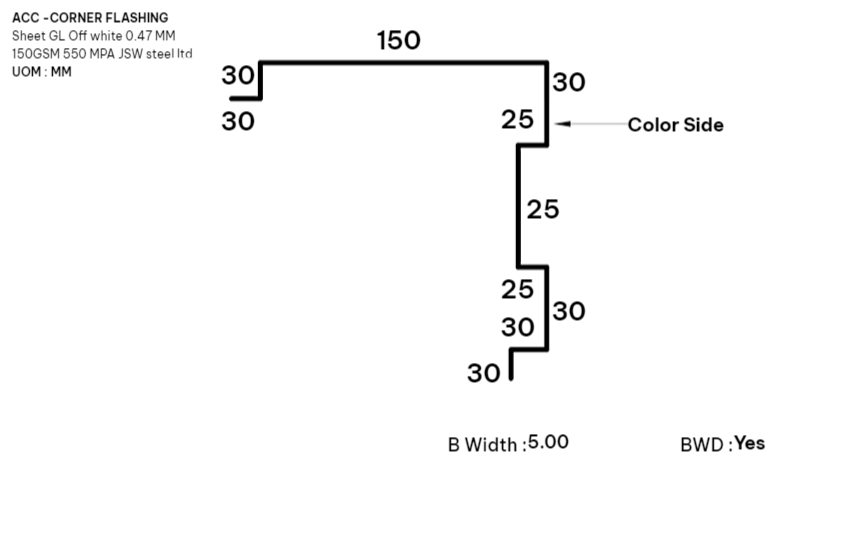 ACC -CORNER FLASHING
Sheet GL Off white 0.47 MM
150GSM 550 MPA JSW steel ltd
UOM : MM
150
30
30
30
25
Color Side
25
25
30
30
30
B Width :5.00
BWD :Yes